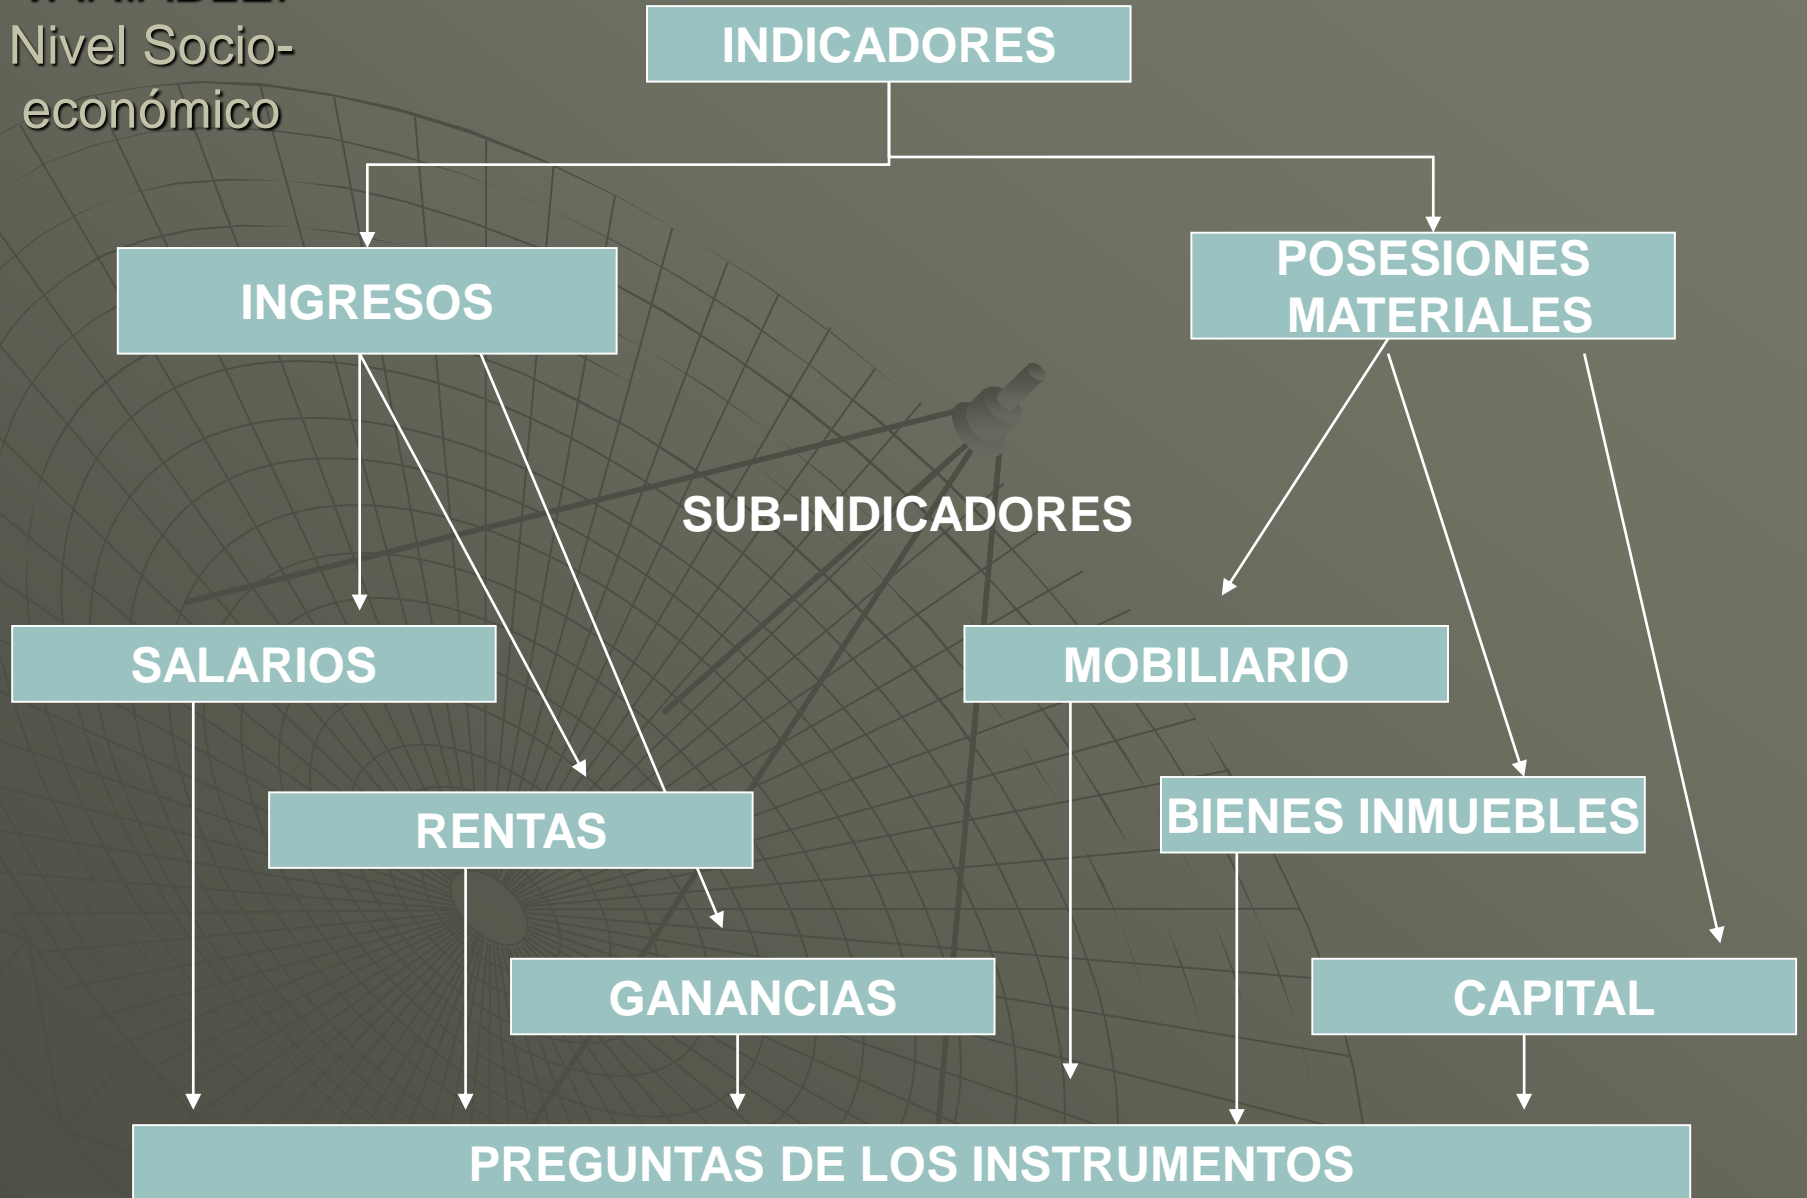 Nivel Socio-
económico
INDICADORES
INGRESOS
POSESIONES
MATERIALES
SUB-INDICADORES
SALARIOS
MOBILIARIO
RENTAS
BIENES INMUEBLES
GANANCIAS
CAPITAL
PREGUNTAS DE LOS INSTRUMENTOS